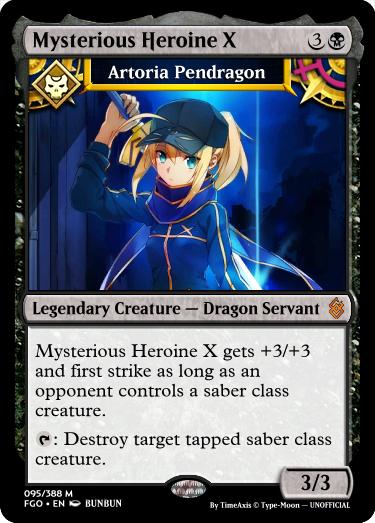 Mysterious Heroine X 3
Artoria Pendragon
Legendary Creature — Dragon Servant
Mysterious Heroine X gets +3/+3
and first strike as long as an
opponent controls a saber class
creature.
: Destroy target tapped saber class
creature.
3/3
095/388 M
FGO • EN BUNBUN
By TimeAxis © Type-Moon — UNOFFICIAL